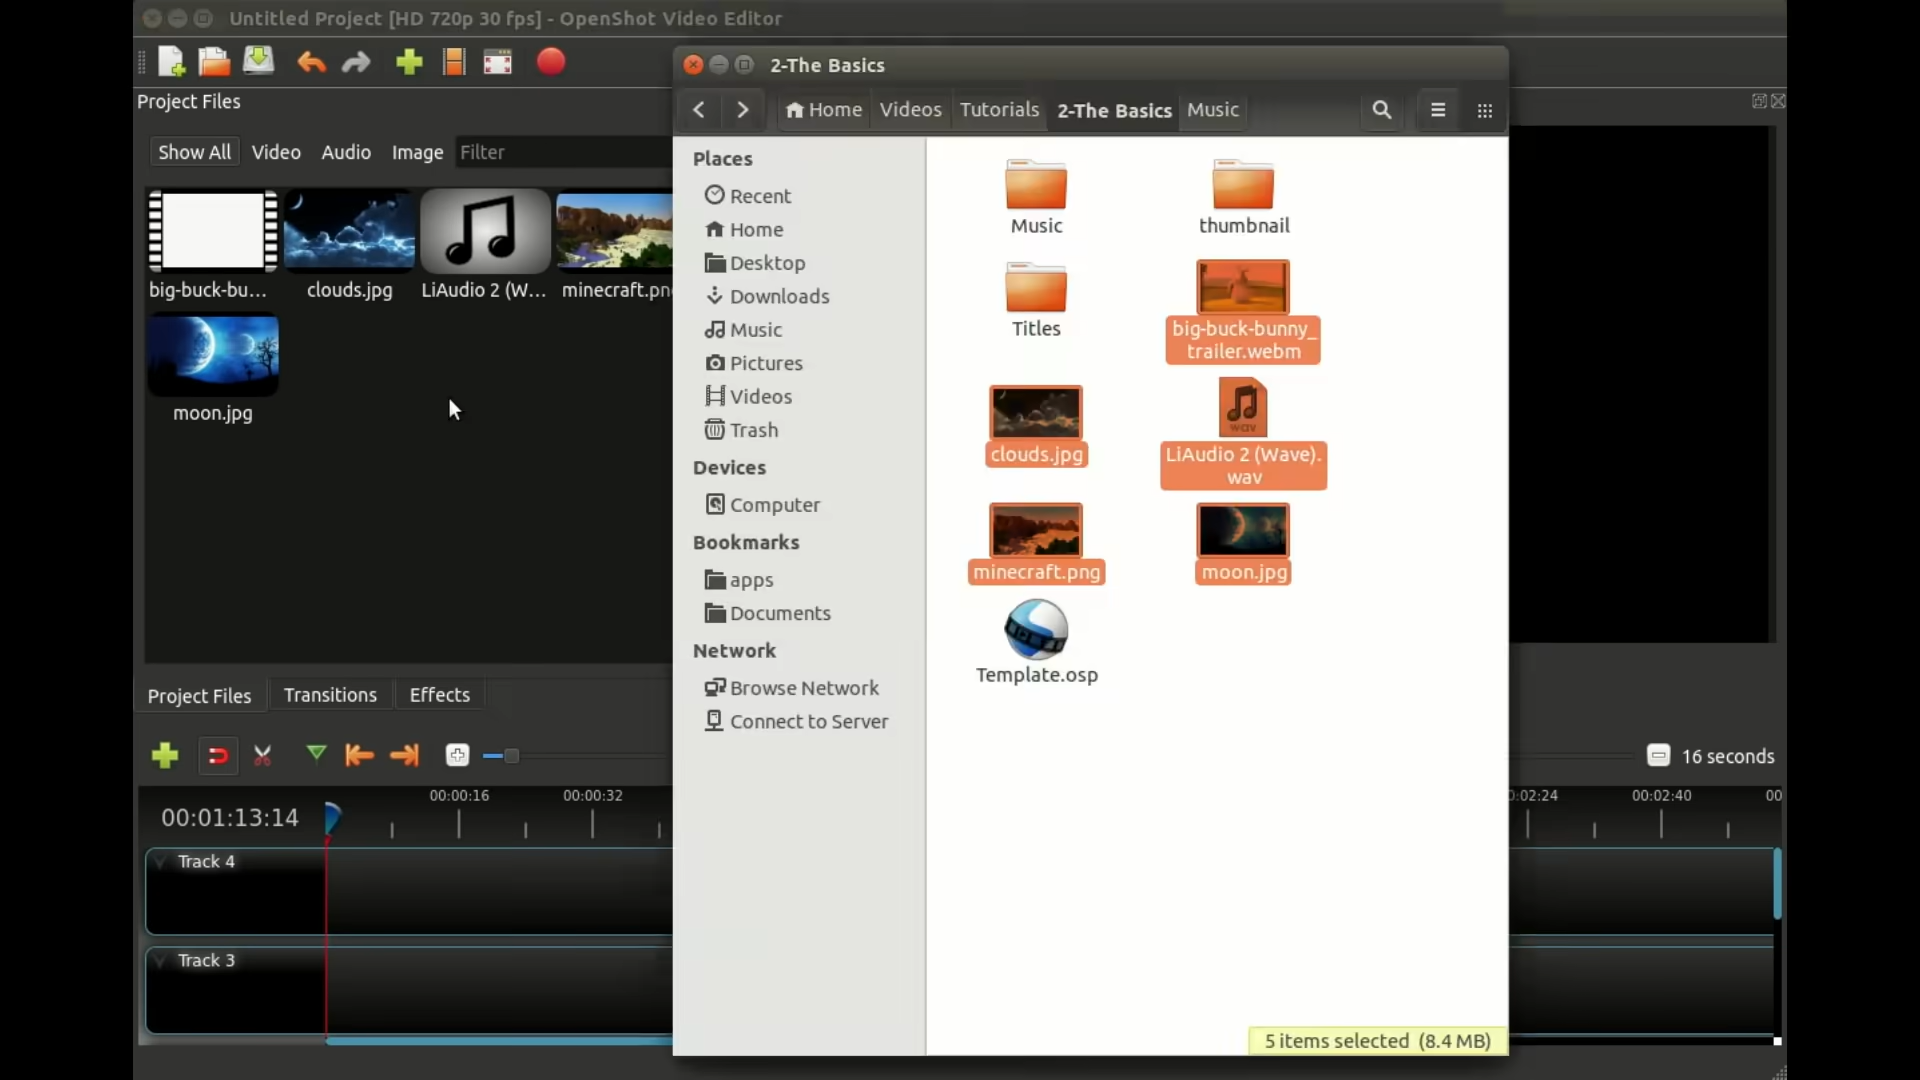 Untitled Project [HD 720p 30 fps] - OpenShot Video Editor
Project Files
Show All Video Audio Image Filter
big-buck-bu...
clouds.jpg
LiAudio 2 (W...
minecraft.pn
moon.jpg
Project Files Transitions Effects
16 seconds
00:01:13:14
00:00:16
00:00:32
:02:24
00:02:40
00
Track 4
Track 3
2-The Basics
Home Videos Tutorials 2-The Basics Music
Places
Recent
Home
Desktop
Downloads
Music
Pictures
Videos
Trash
Devices
Computer
Bookmarks
apps
Documents
Network
Browse Network
Connect to Server
Music
thumbnail
Titles
big-buck-bunny_
trailer.webm
clouds.jpg
wav
LiAudio 2 (Wave).
wav
minecraft.png
moon.jpg
Template.osp
5 items selected (8.4 MB)